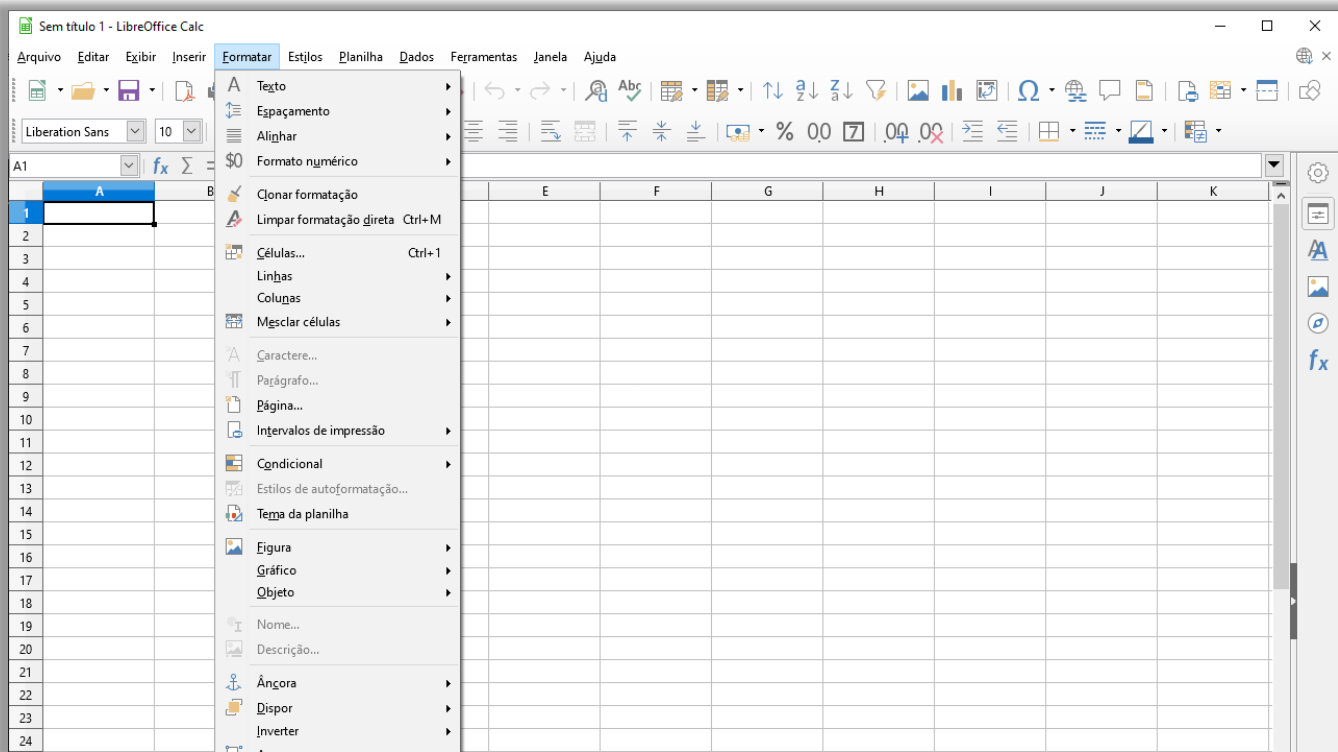 Sem título 1 - LibreOffice Calc
Arquivo Editar Exibir Inserir Formatar Estilos Planilha Dados Ferramentas Janela Ajuda
Liberation Sans 10
A1
A B E F G H I J K
Texto
Espaçamento
Alinhar
Formato numérico
Clonar formatação
Limpar formatação direta Ctrl+M
Células... Ctrl+1
Linhas
Colunas
Mesclar células
Caractere...
Parágrafo...
Página...
Intervalos de impressão
Condicional
Estilos de autoformatação...
Tema da planilha
Figura
Gráfico
Objeto
Nome...
Descrição...
Âncora
Dispor
Inverter
1
2
3
4
5
6
7
8
9
10
11
12
13
14
15
16
17
18
19
20
21
22
23
24